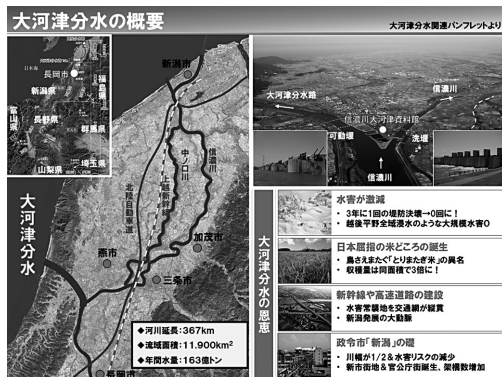 大河津分水の概要
大河津分水関連パンフレットより
日本海
長岡市
新潟県
福島県
富山県
長野県
群馬県
埼玉県
山梨県
新潟市
信濃川
中ノ口川
上越新幹線
北陸自動車道
加茂市
燕市
三条市
長岡市
大河津分水
◆河川延長:367km
◆流域面積:11,900km²
◆年間水量:163億トン
大河津分水路
信濃川
信濃川大河津資料館
可動堰
洗堰
信濃川
大河津分水の恩恵
水害が激減
・ 3年に1回の堤防決壊→0回に!
・ 越後平野全域浸水のような大規模水害0
日本屈指の米どころの誕生
・ 鳥さえまたぐ「とりまたぎ米」の異名
・ 収穫量は同面積で3倍に!
新幹線や高速道路の建設
・ 水害常襲地を交通網が縦貫
・ 新潟発展の大動脈
政令市「新潟」の礎
・ 川幅が1/2&水害リスクの減少
・ 新市街地&官公庁街誕生、架橋数増加